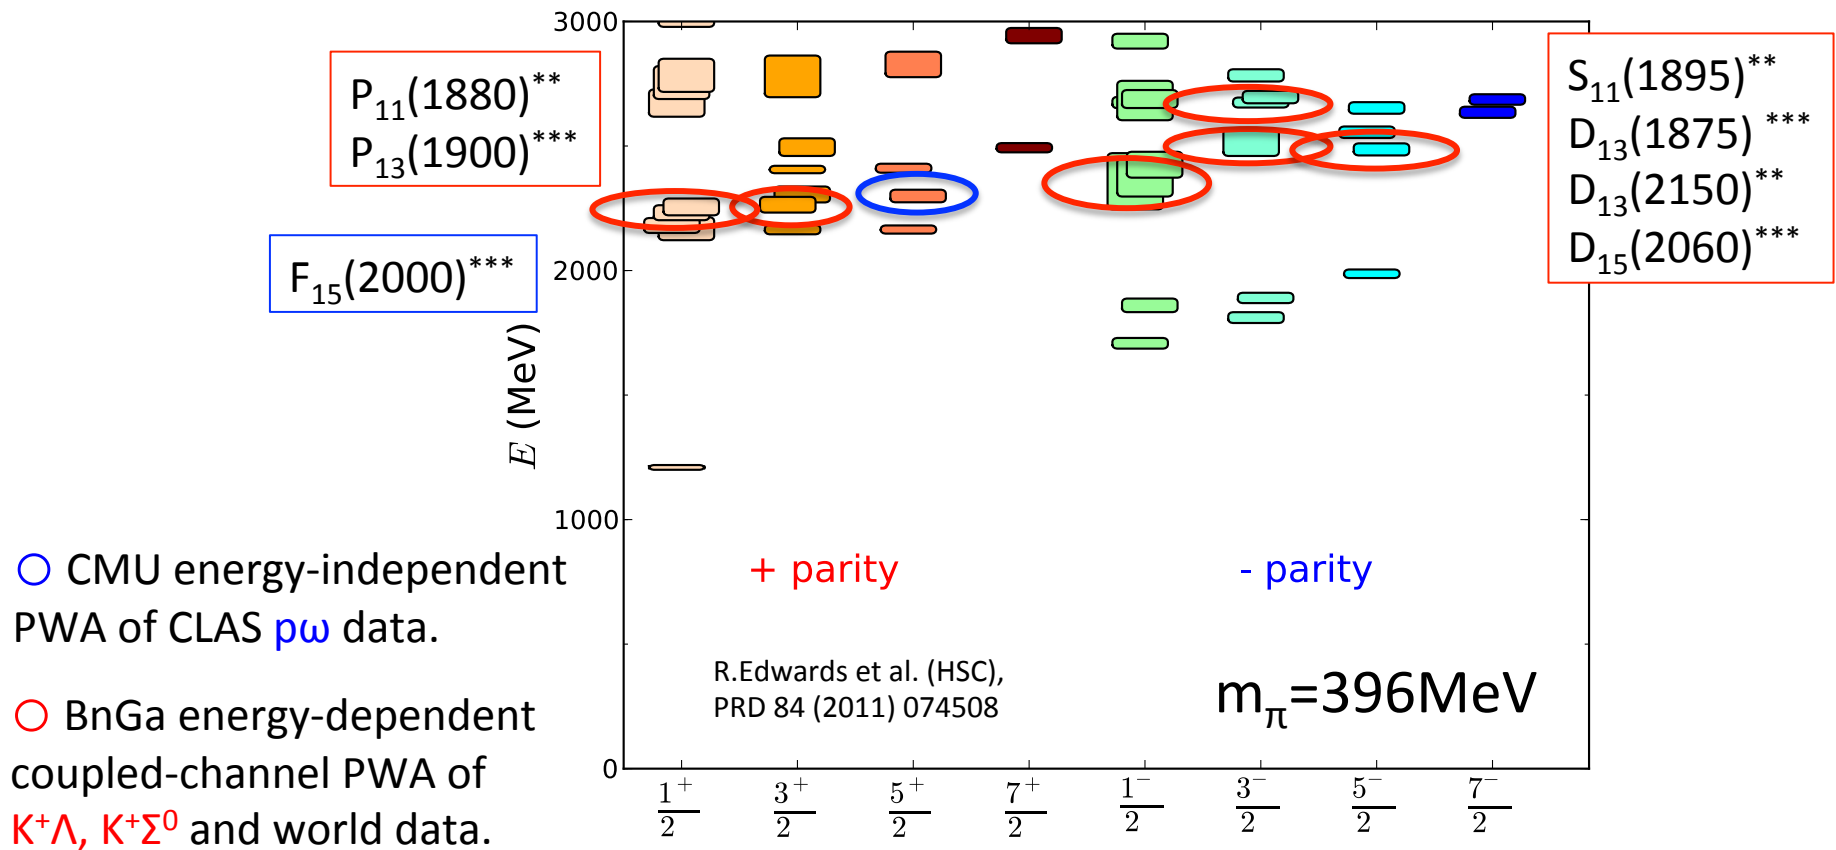 3000
P₁₁(1880)**
P₁₃(1900)***
S₁₁(1895)**
D₁₃(1875) ***
D₁₃(2150)**
D₁₅(2060)***
F₁₅(2000)***
2000
E (MeV)
1000
+ parity
- parity
○ CMU energy-independent
PWA of CLAS pω data.
R.Edwards et al. (HSC),
PRD 84 (2011) 074508
mπ=396MeV
○ BnGa energy-dependent
coupled-channel PWA of
K⁺Λ, K⁺Σ⁰ and world data.
0
1⁺/2 3⁺/2 5⁺/2 7⁺/2 1⁻/2 3⁻/2 5⁻/2 7⁻/2